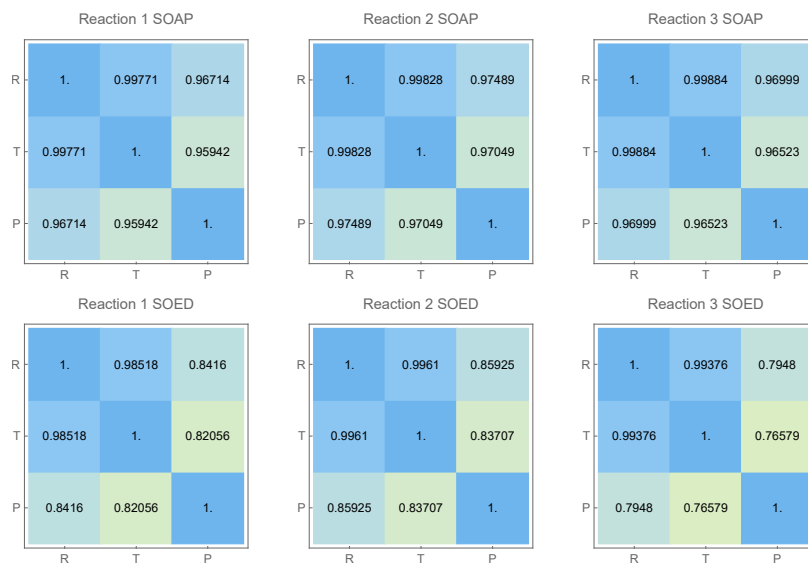 Reaction 1 SOAP
Reaction 2 SOAP
Reaction 3 SOAP
R 1. 0.99771 0.96714
T 0.99771 1. 0.95942
P 0.96714 0.95942 1.
R T P
R 1. 0.99828 0.97489
T 0.99828 1. 0.97049
P 0.97489 0.97049 1.
R T P
R 1. 0.99884 0.96999
T 0.99884 1. 0.96523
P 0.96999 0.96523 1.
R T P
Reaction 1 SOED
Reaction 2 SOED
Reaction 3 SOED
R 1. 0.98518 0.8416
T 0.98518 1. 0.82056
P 0.8416 0.82056 1.
R T P
R 1. 0.9961 0.85925
T 0.9961 1. 0.83707
P 0.85925 0.83707 1.
R T P
R 1. 0.99376 0.7948
T 0.99376 1. 0.76579
P 0.7948 0.76579 1.
R T P